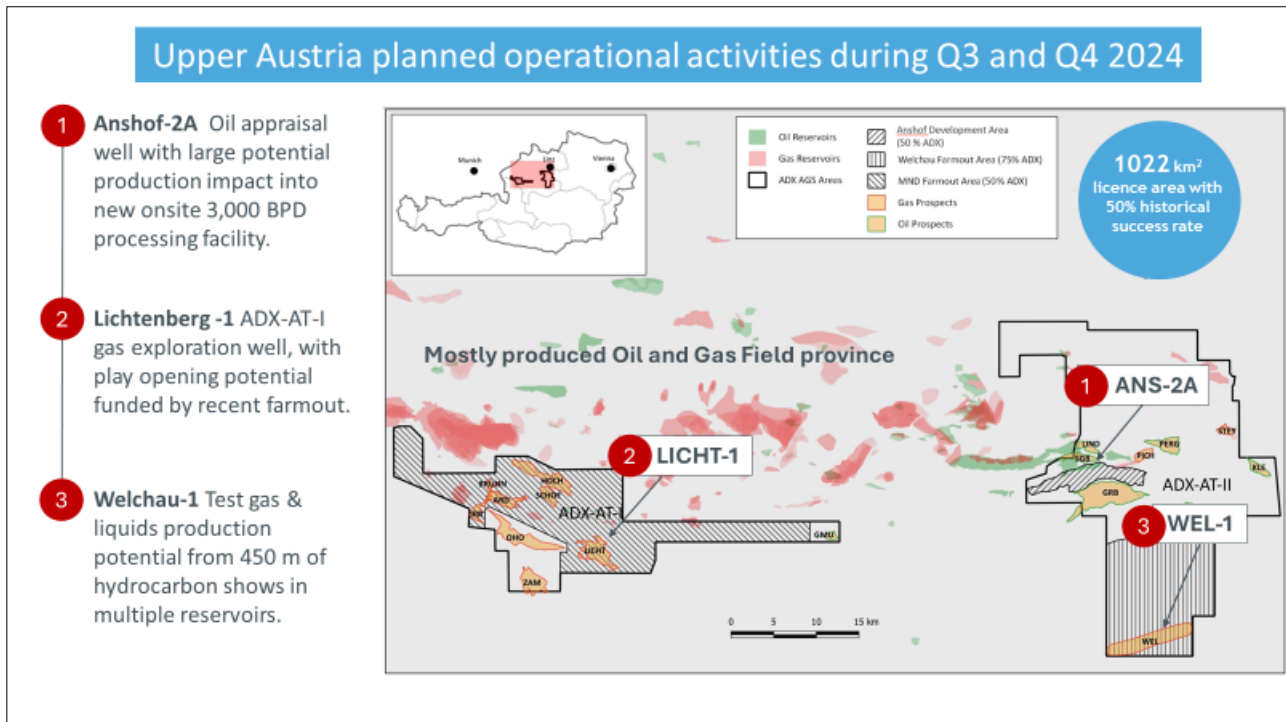 Upper Austria planned operational activities during Q3 and Q4 2024
1
Anshof-2A Oil appraisal
well with large potential
production impact into
new onsite 3,000 BPD
processing facility.
2
Lichtenberg -1 ADX-AT-I
gas exploration well, with
play opening potential
funded by recent farmout.
3
Welchau-1 Test gas &
liquids production
potential from 450 m of
hydrocarbon shows in
multiple reservoirs.
Munich
Linz
Vienna
Oil Reservoirs
Gas Reservoirs
ADX AGS Areas
Anshof Development Area
(50 % ADX)
Welchau Farmout Area (75% ADX)
MND Farmout Area (50% ADX)
Gas Prospects
Oil Prospects
1022 km²
licence area with
50% historical
success rate
Mostly produced Oil and Gas Field province
1 ANS-2A
2 LICHT-1
3 WEL-1
HOCH
SCHOF
BRUNN
ARD
ADX-AT-I
OHO
LICHT
ZAM
GMU
LIND
SGB
PICH
PERG
STEY
KLE
GRB
ADX-AT-II
WEL
0 5 10 15 km